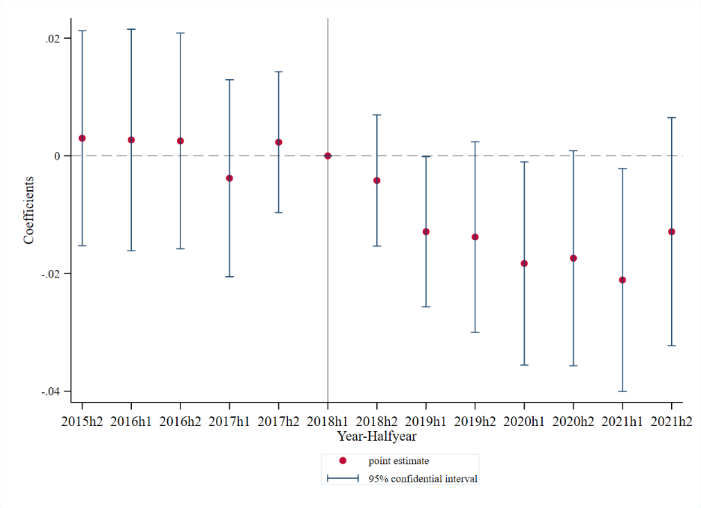 .02
0
-.02
-.04
Coefficients
2015h2 2016h1 2016h2 2017h1 2017h2 2018h1 2018h2 2019h1 2019h2 2020h1 2020h2 2021h1 2021h2
Year-Halfyear
point estimate
95% confidential interval